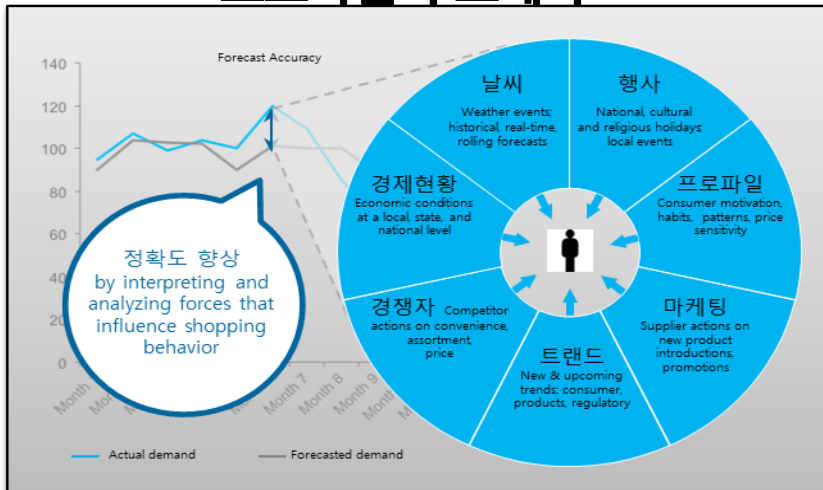 Forecast Accuracy
140
120
100
80
60
40
20
0
정확도 향상
by interpreting and
analyzing forces that
influence shopping
behavior
Month 7
Month 8
Actual demand
Forecasted demand
날씨
Weather events;
historical, real-time,
rolling forecasts
행사
National, cultural
and religious holidays;
local events
프로파일
Consumer motivation,
habits, patterns, price
sensitivity
마케팅
Supplier actions on
new product
introductions,
promotions
트랜드
New & upcoming
trends: consumer,
products, regulatory
경쟁자 Competitor
actions on convenience,
assortment,
price
경제현황
Economic conditions
at a local, state, and
national level